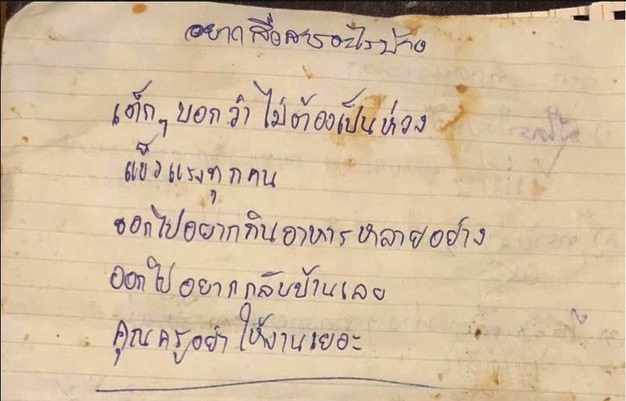 อยากสื่อสารอะไรบ้าง
เด็กๆ บอกว่า ไม่ต้องเป็นห่วง
แข็งแรงทุกคน
ออกไปอยากกินอาหารหลายอย่าง
ออกไปอยากกลับบ้านเลย
คุณครูอย่าให้งานเยอะ